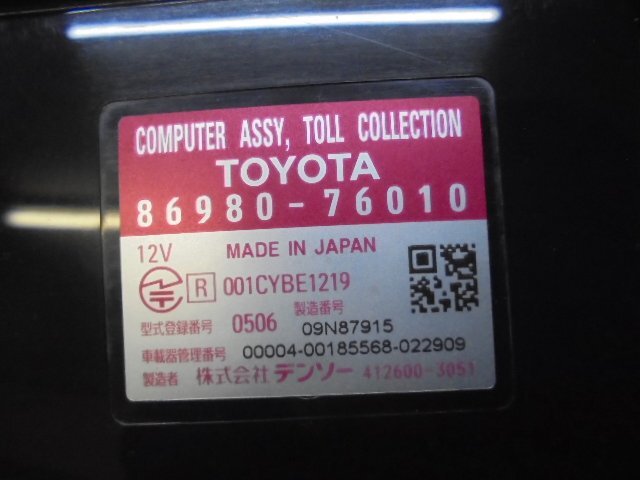 COMPUTER ASSY, TOLL COLLECTION
TOYOTA
86980-76010
12V MADE IN JAPAN
R 001CYBE1219
型式登録番号 0506 製造番号 09N87915
車載器管理番号 00004-00185568-022909
製造者 株式会社 デンソー 412600-3051